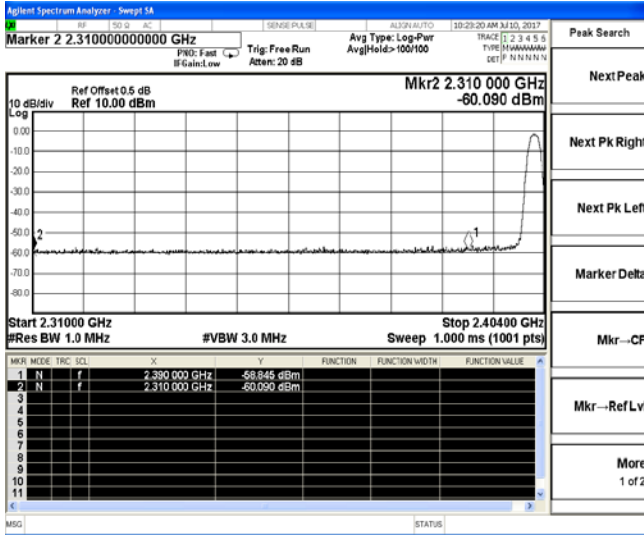 Agilent Spectrum Analyzer - Swept SA
RF 50 Ω AC SENSE:PULSE ALIGN AUTO 10:23:20 AM Jul 10, 2017
Marker 2 2.310000000000 GHz
PNO: Fast
IFGain:Low
Trig: Free Run
Atten: 20 dB
Avg Type: Log-Pwr
Avg|Hold:>100/100
TRACE 1 2 3 4 5 6
TYPE
DET P N N N N N
Peak Search
Next Peak
Next Pk Right
Next Pk Left
Marker Delta
Mkr→CF
Mkr→Ref Lvl
More
1 of 2
Mkr2 2.310 000 GHz
-60.090 dBm
Ref Offset 0.5 dB
10 dB/div Ref 10.00 dBm
Log
0.00
-10.0
-20.0
-30.0
-40.0
-50.0
-60.0
-70.0
-80.0
2
1
Start 2.31000 GHz Stop 2.40400 GHz
#Res BW 1.0 MHz #VBW 3.0 MHz Sweep 1.000 ms (1001 pts)
MKR MODE TRC SCL X Y FUNCTION FUNCTION WIDTH FUNCTION VALUE
1 N f 2.390 000 GHz -58.845 dBm
2 N f 2.310 000 GHz -60.090 dBm
3
4
5
6
7
8
9
10
11
MSG STATUS